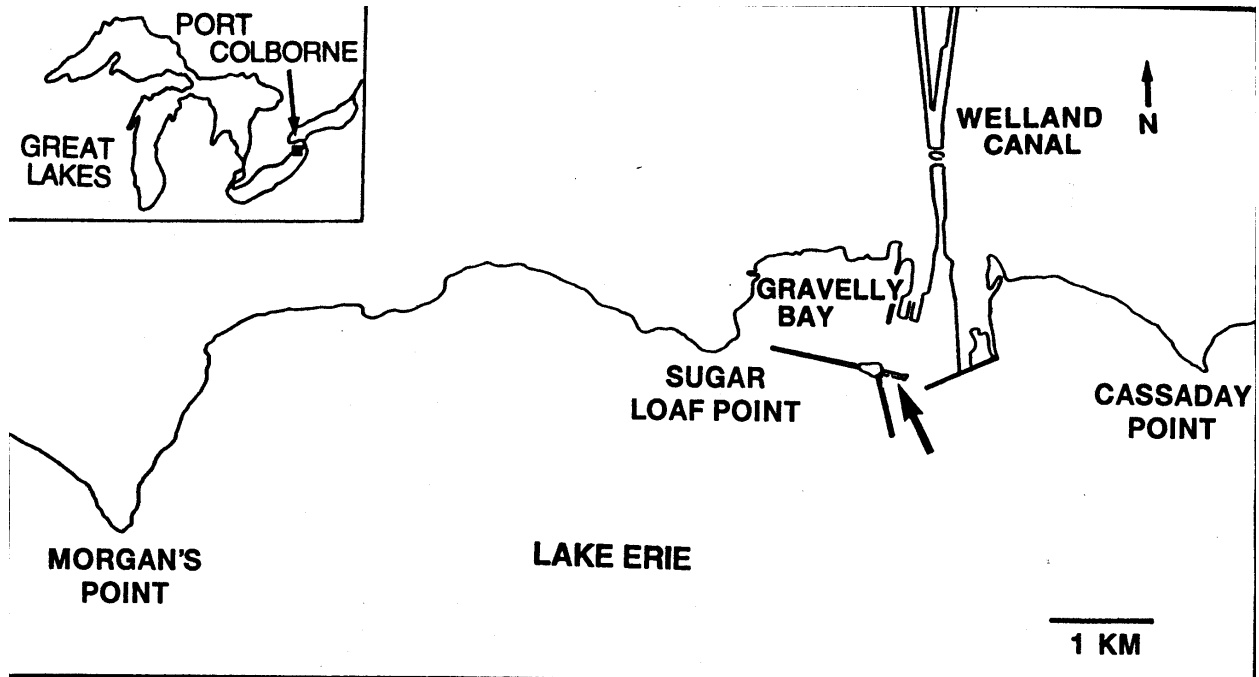 PORT
COLBORNE
GREAT
LAKES
WELLAND
CANAL
N
GRAVELLY
BAY
SUGAR
LOAF POINT
CASSADAY
POINT
MORGAN'S
POINT
LAKE ERIE
1 KM